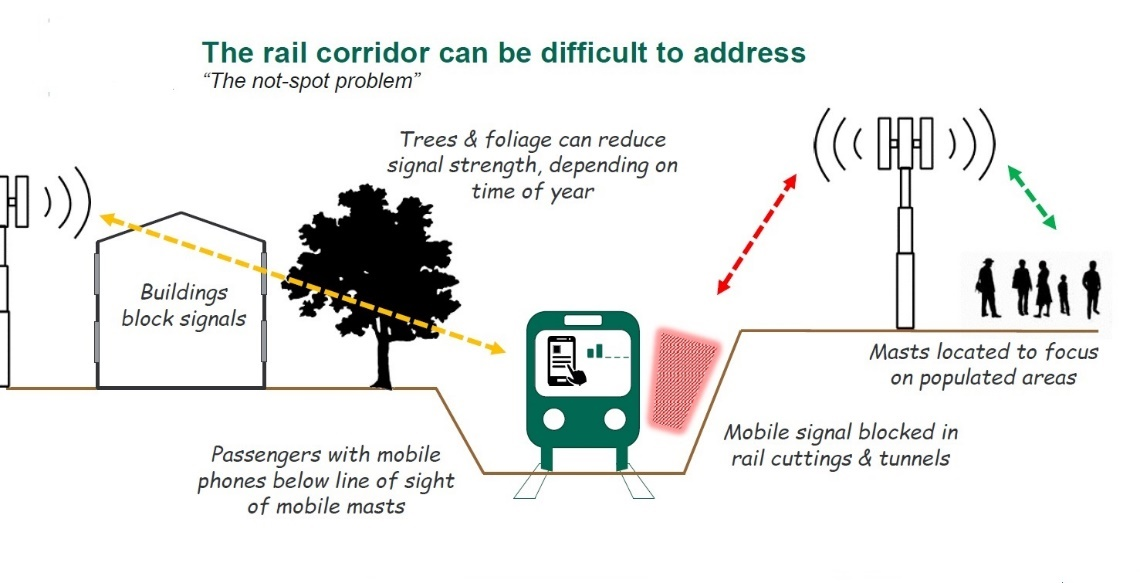 The rail corridor can be difficult to address
“The not-spot problem”
Trees & foliage can reduce
signal strength, depending on
time of year
Buildings
block signals
Masts located to focus
on populated areas
Passengers with mobile
phones below line of sight
of mobile masts
Mobile signal blocked in
rail cuttings & tunnels